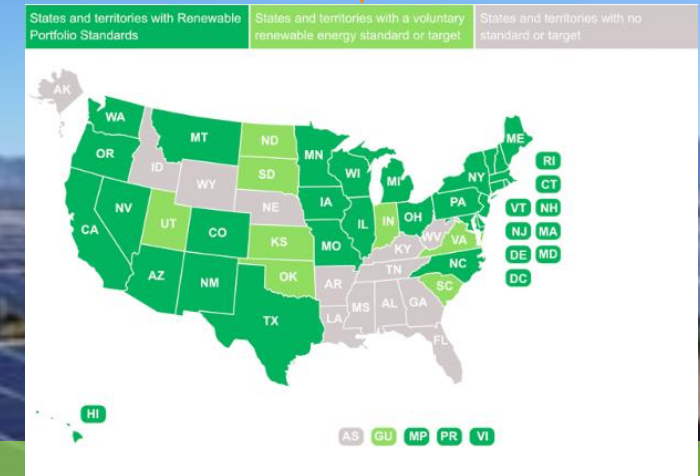 States and territories with Renewable
Portfolio Standards
States and territories with a voluntary
renewable energy standard or target
States and territories with no
standard or target
AK
WA
MT
ND
MN
ME
OR
ID
SD
WI
MI
NY
RI
WY
CT
IA
PA
NV
NE
VT NH
UT
IL
IN
OH
CO
NJ MA
CA
KS
MO
WV
VA
KY
DE MD
NC
AZ
NM
OK
TN
DC
AR
SC
TX
MS
AL
GA
LA
FL
HI
AS GU MP PR VI